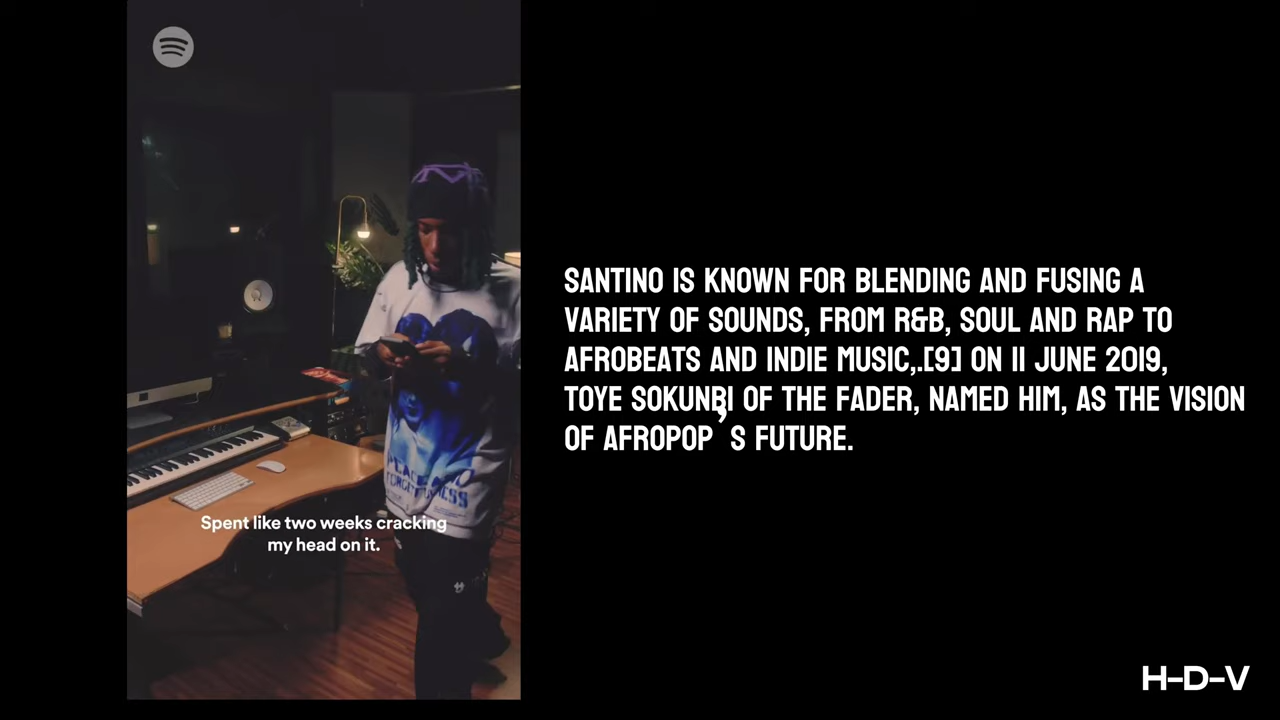 SANTINO IS KNOWN FOR BLENDING AND FUSING A
VARIETY OF SOUNDS, FROM R&B, SOUL AND RAP TO
AFROBEATS AND INDIE MUSIC,.[9] ON 11 JUNE 2019,
TOYE SOKUNBI OF THE FADER, NAMED HIM, AS THE VISION
OF AFROPOP’S FUTURE.
Spent like two weeks cracking
my head on it.
H-D-V